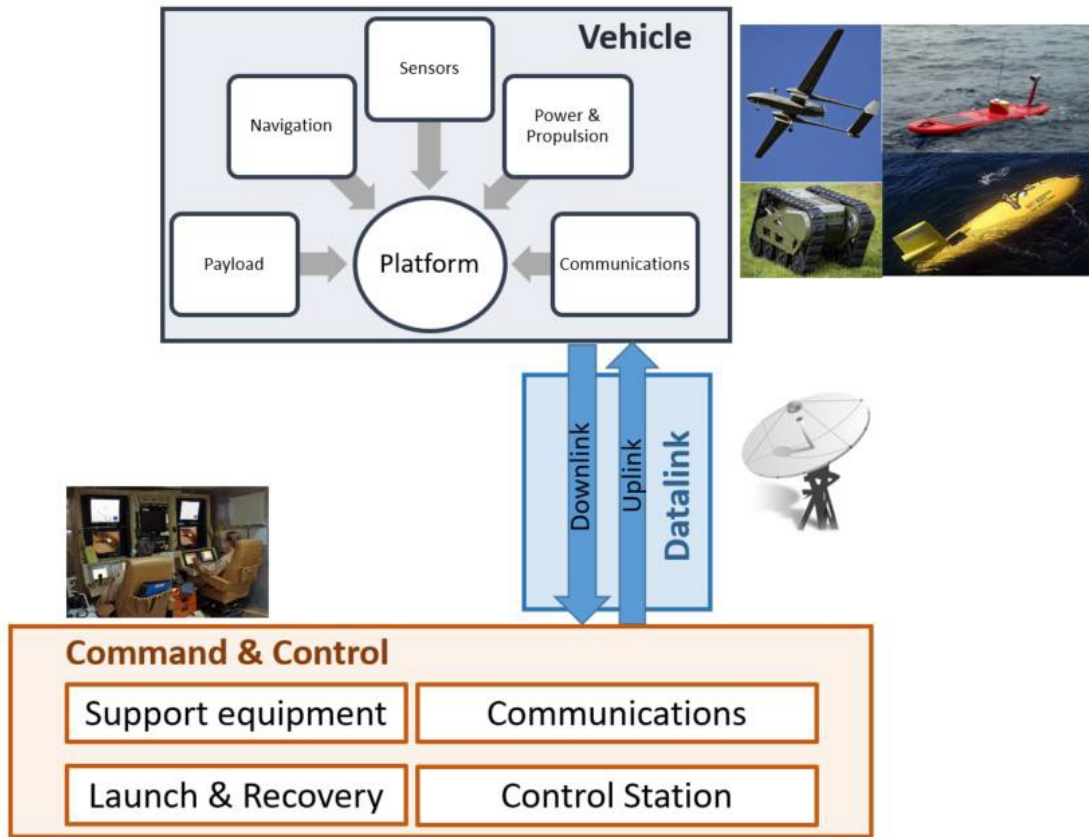 Vehicle
Sensors
Navigation
Power &
Propulsion
Payload
Platform
Communications
Downlink
Uplink
Datalink
Command & Control
Support equipment
Communications
Launch & Recovery
Control Station